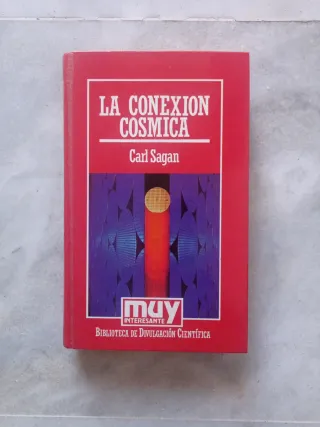 LA CONEXION
COSMICA
Carl Sagan
muy
INTERESANTE
BIBLIOTECA DE DIVULGACIÓN CIENTÍFICA